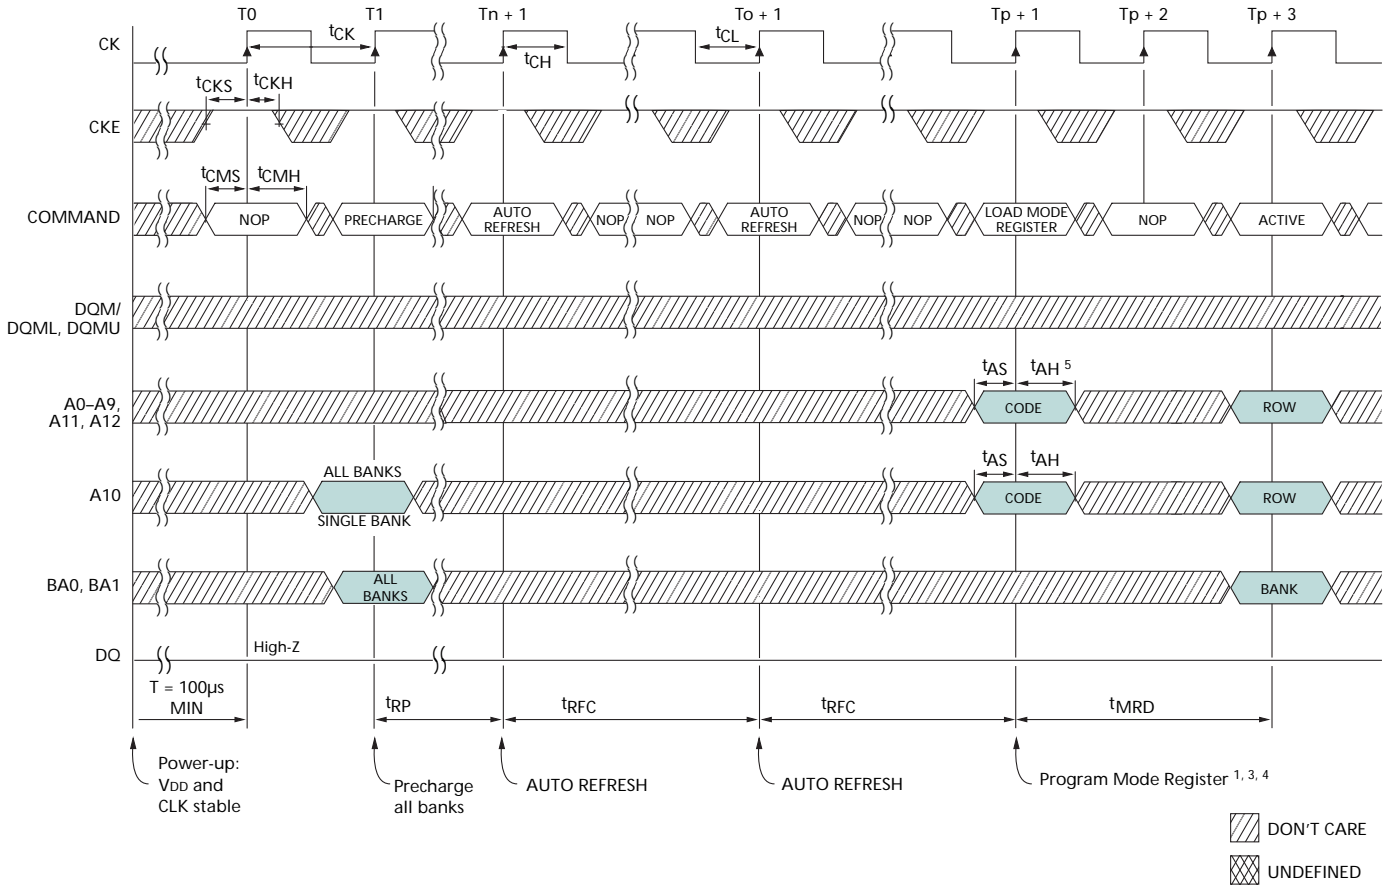 T0 T1 Tn + 1 To + 1 Tp + 1 Tp + 2 Tp + 3
CK
tCK
tCH
tCL
tCKS tCKH
CKE
tCMS tCMH
COMMAND
NOP
PRECHARGE
AUTO
REFRESH
NOP
NOP
AUTO
REFRESH
NOP
NOP
LOAD MODE
REGISTER
NOP
ACTIVE
DQM/
DQML, DQMU
tAS tAH 5
A0–A9,
A11, A12
CODE
ROW
ALL BANKS
tAS tAH
A10
CODE
ROW
SINGLE BANK
BA0, BA1
ALL
BANKS
BANK
High-Z
DQ
T = 100µs
MIN
tRP
tRFC
tRFC
tMRD
Power-up:
VDD and
CLK stable
Precharge
all banks
AUTO REFRESH
AUTO REFRESH
Program Mode Register 1, 3, 4
DON'T CARE
UNDEFINED